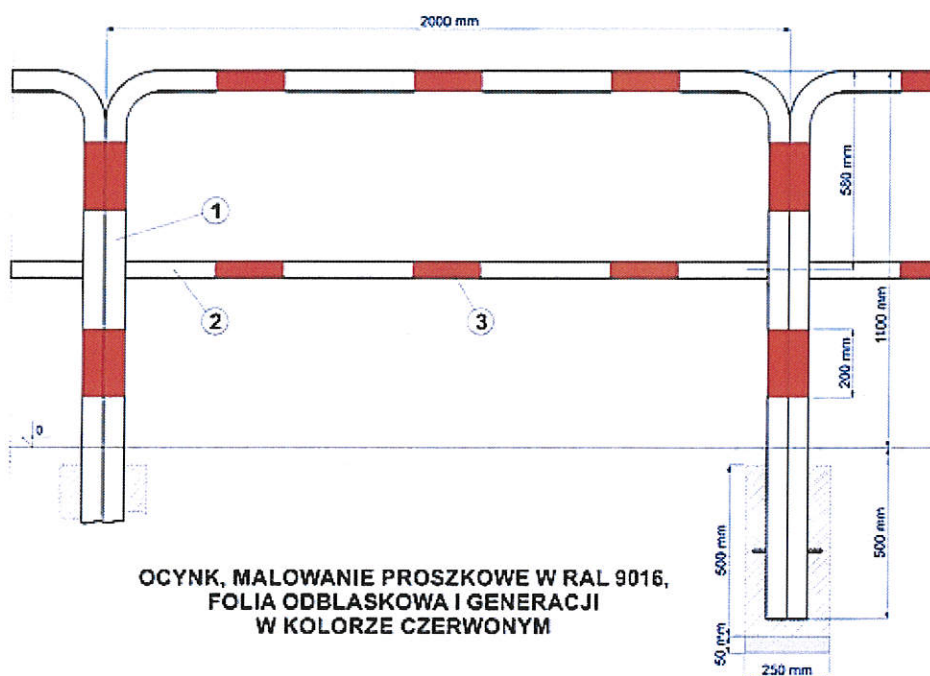 2000 mm
580 mm
1
2
3
1100 mm
200 mm
0
500 mm
500 mm
50 mm
250 mm
OCYNK, MALOWANIE PROSZKOWE W RAL 9016,
FOLIA ODBLASKOWA I GENERACJI
W KOLORZE CZERWONYM